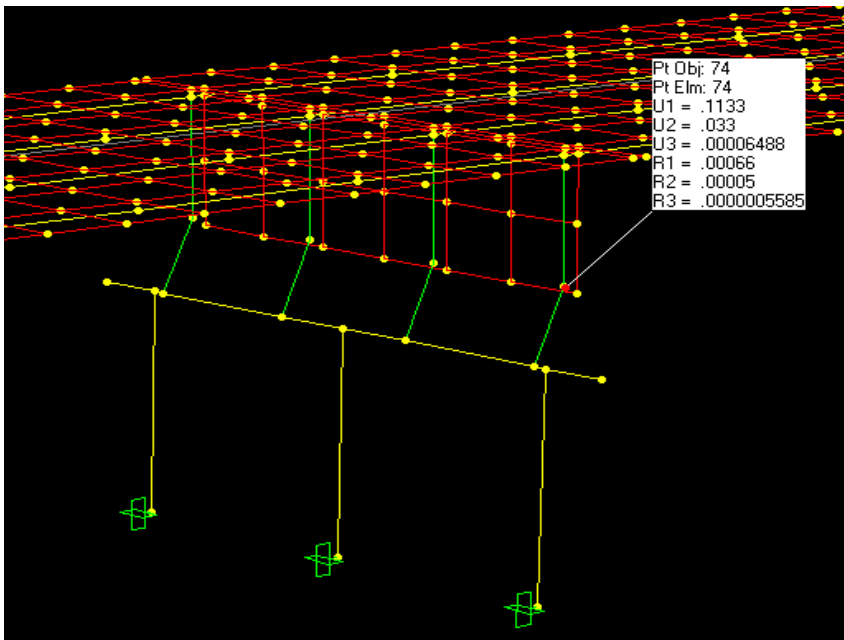 Pt Obj: 74
Pt Elm: 74
U1 = .1133
U2 = .033
U3 = .00006488
R1 = .00066
R2 = .00005
R3 = .0000005585